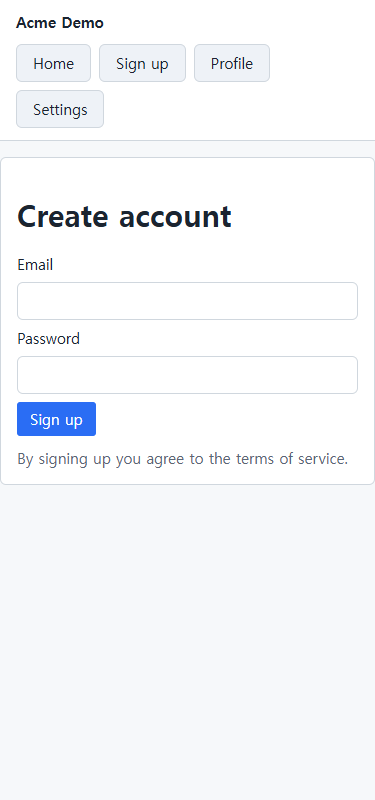 Acme Demo
Home Sign up Profile
Settings
Create account
Email
Password
Sign up
By signing up you agree to the terms of service.